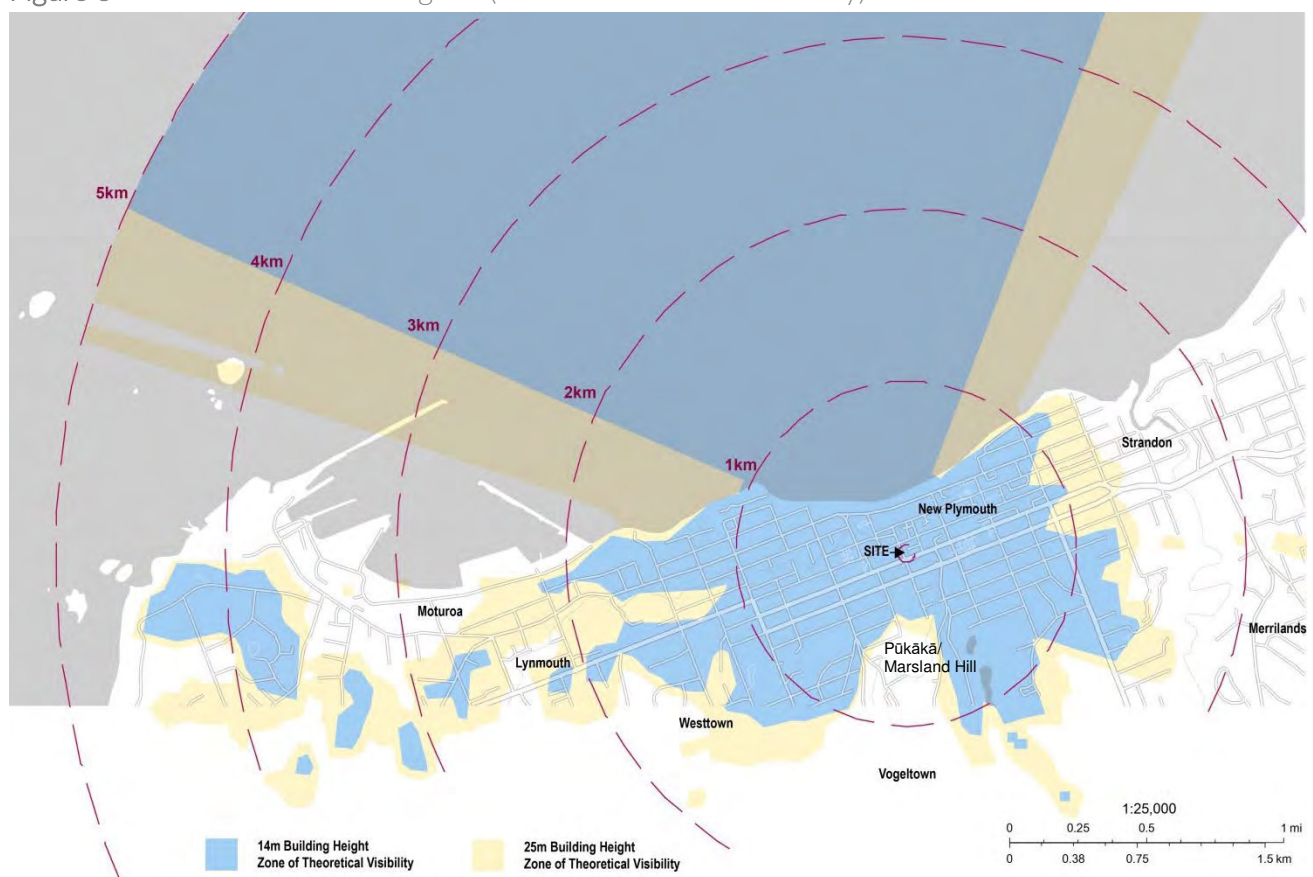 5km
4km
3km
2km
1km
Strandon
New Plymouth
SITE
Moturoa
Merrilands
Pūkākā/
Marsland Hill
Lynmouth
Westtown
Vogeltown
1:25,000
0 0.25 0.5 1 mi
0 0.38 0.75 1.5 km
14m Building Height
Zone of Theoretical Visibility
25m Building Height
Zone of Theoretical Visibility